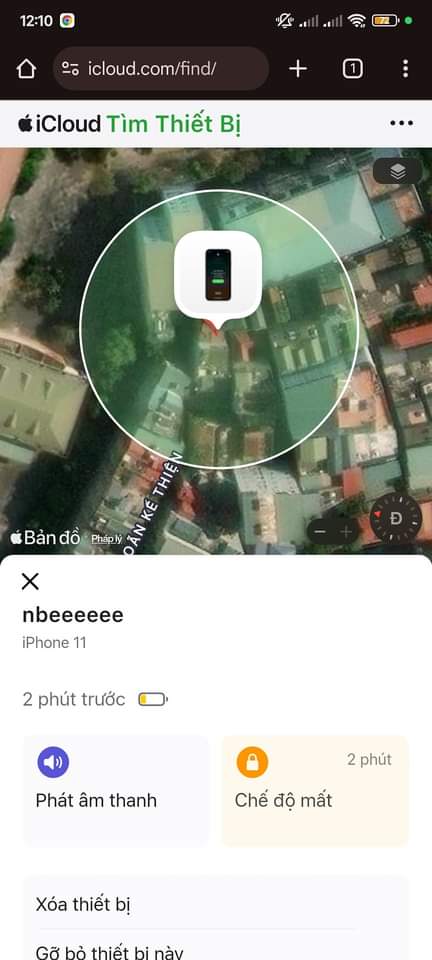 12:10
72
icloud.com/find/
1
iCloud Tìm Thiết Bị
OÃN KẾ THIỆN
Đ
Bản đồ
Pháp lý
nbeeeeee
iPhone 11
2 phút trước
Phát âm thanh
2 phút
Chế độ mất
Xóa thiết bị
Gỡ bỏ thiết bị này